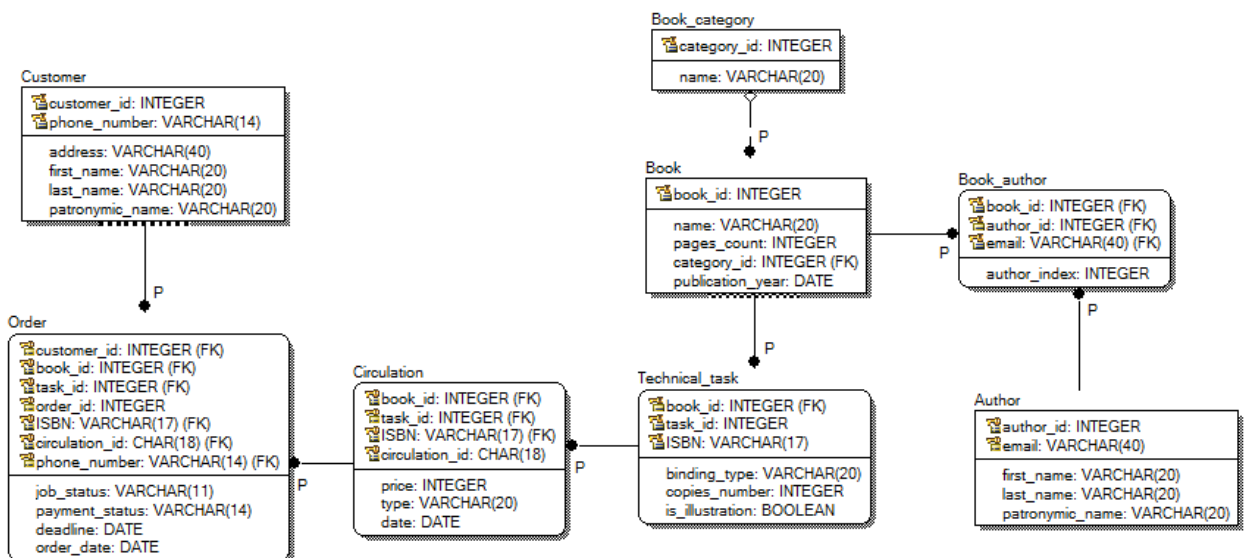 Book_category
category_id: INTEGER
name: VARCHAR(20)
P
Customer
customer_id: INTEGER
phone_number: VARCHAR(14)
address: VARCHAR(40)
first_name: VARCHAR(20)
last_name: VARCHAR(20)
patronymic_name: VARCHAR(20)
P
Book
book_id: INTEGER
name: VARCHAR(20)
pages_count: INTEGER
category_id: INTEGER (FK)
publication_year: DATE
P
P
Book_author
book_id: INTEGER (FK)
author_id: INTEGER (FK)
email: VARCHAR(40) (FK)
author_index: INTEGER
P
Order
customer_id: INTEGER (FK)
book_id: INTEGER (FK)
task_id: INTEGER (FK)
order_id: INTEGER
ISBN: VARCHAR(17) (FK)
circulation_id: CHAR(18) (FK)
phone_number: VARCHAR(14) (FK)
job_status: VARCHAR(11)
payment_status: VARCHAR(14)
deadline: DATE
order_date: DATE
P
Circulation
book_id: INTEGER (FK)
task_id: INTEGER (FK)
ISBN: VARCHAR(17) (FK)
circulation_id: CHAR(18)
price: INTEGER
type: VARCHAR(20)
date: DATE
P
Technical_task
book_id: INTEGER (FK)
task_id: INTEGER
ISBN: VARCHAR(17)
binding_type: VARCHAR(20)
copies_number: INTEGER
is_illustration: BOOLEAN
Author
author_id: INTEGER
email: VARCHAR(40)
first_name: VARCHAR(20)
last_name: VARCHAR(20)
patronymic_name: VARCHAR(20)